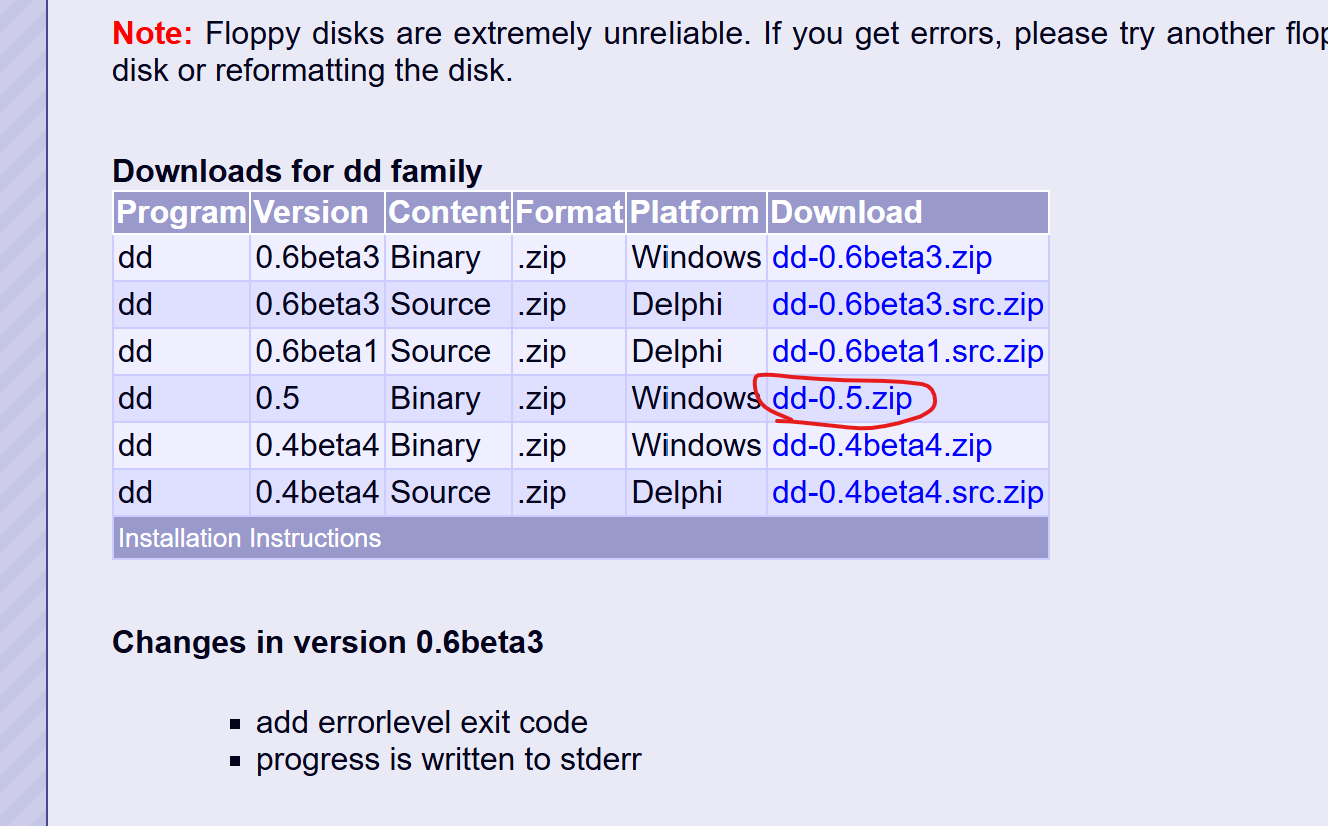 Note: Floppy disks are extremely unreliable. If you get errors, please try another
disk or reformatting the disk.
Downloads for dd family
Program Version Content Format Platform Download
dd 0.6beta3 Binary .zip Windows dd-0.6beta3.zip
dd 0.6beta3 Source .zip Delphi dd-0.6beta3.src.zip
dd 0.6beta1 Source .zip Delphi dd-0.6beta1.src.zip
dd 0.5 Binary .zip Windows dd-0.5.zip
dd 0.4beta4 Binary .zip Windows dd-0.4beta4.zip
dd 0.4beta4 Source .zip Delphi dd-0.4beta4.src.zip
Installation Instructions
Changes in version 0.6beta3
▪ add errorlevel exit code
▪ progress is written to stderr